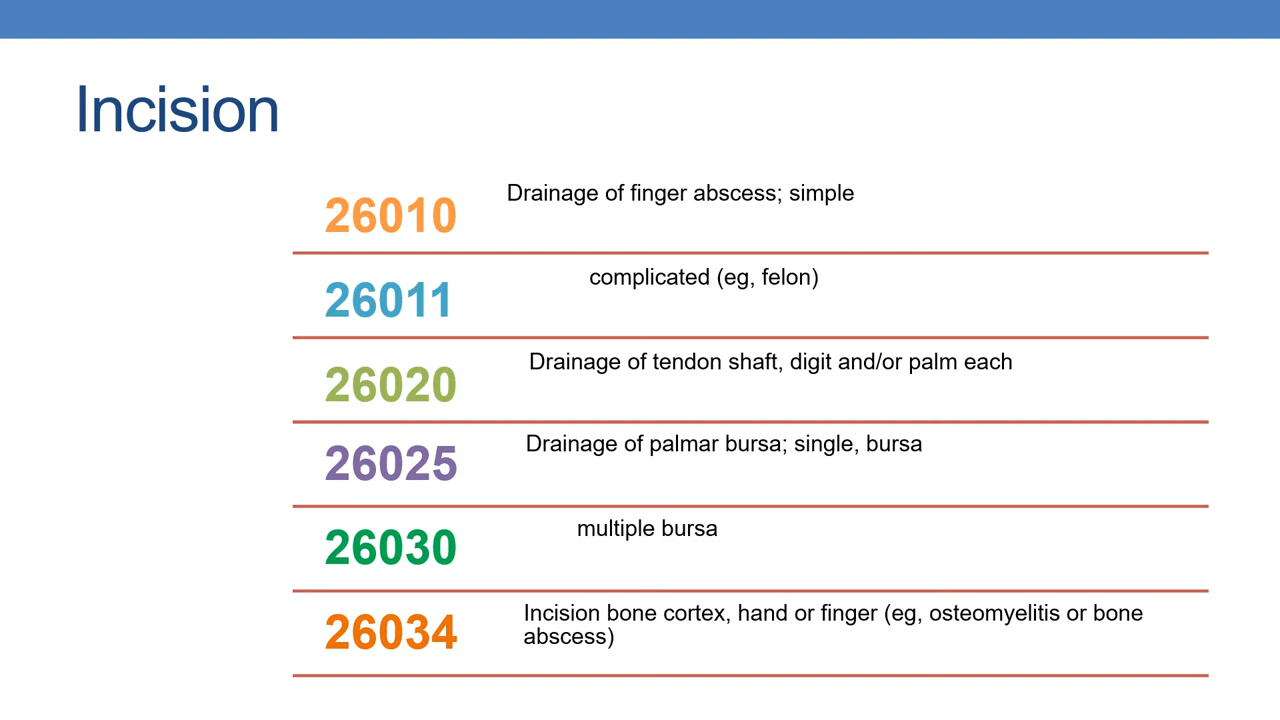 Incision
26010
Drainage of finger abscess; simple
26011
complicated (eg, felon)
26020
Drainage of tendon shaft, digit and/or palm each
26025
Drainage of palmar bursa; single, bursa
26030
multiple bursa
26034
Incision bone cortex, hand or finger (eg, osteomyelitis or bone
abscess)